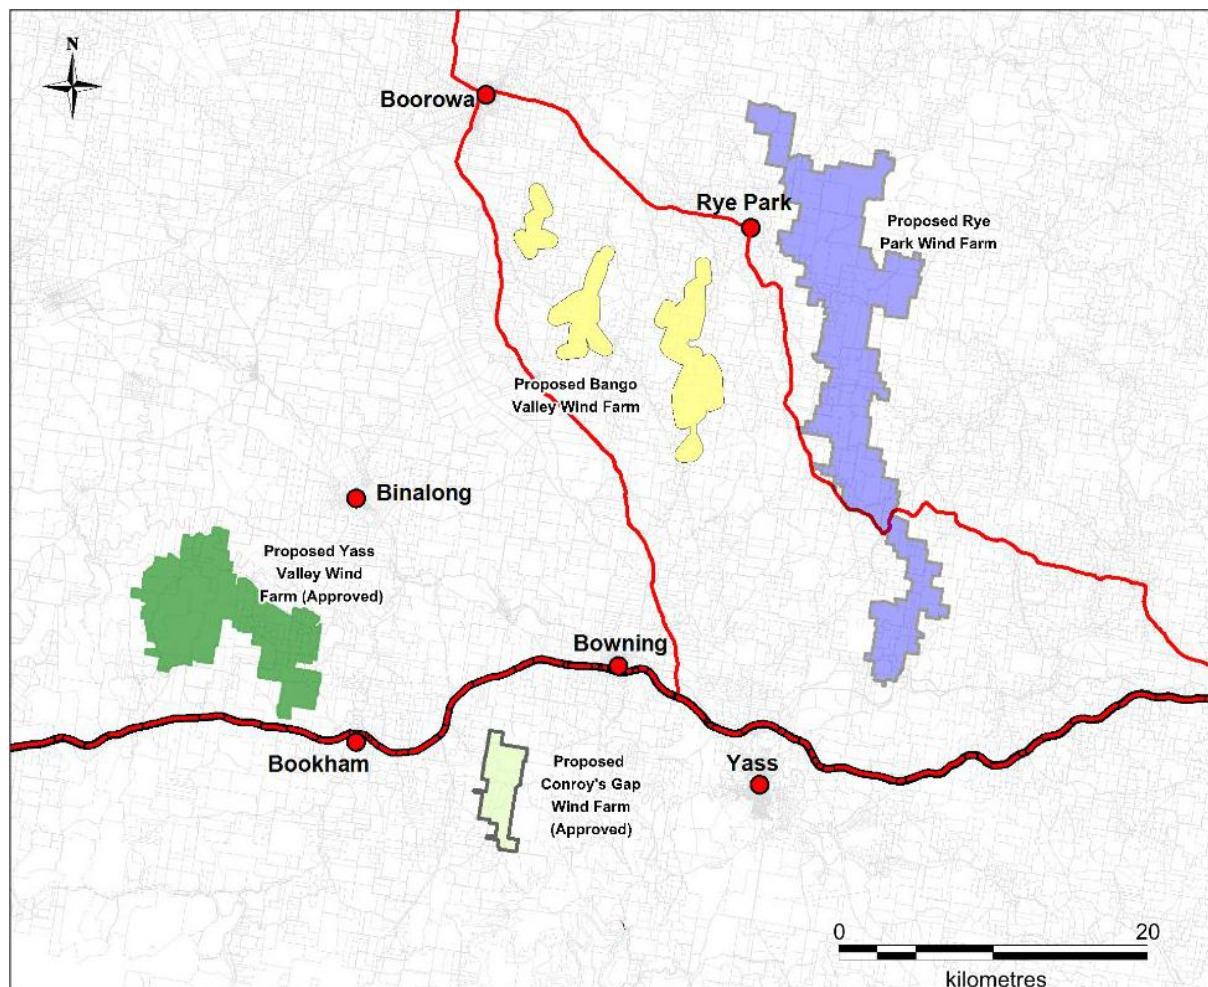 N
Boorowa
Rye Park
Proposed Rye
Park Wind Farm
Proposed Bango
Valley Wind Farm
Binalong
Proposed Yass
Valley Wind
Farm (Approved)
Bowning
Bookham
Proposed
Conroy's Gap
Wind Farm
(Approved)
Yass
0 20
kilometres